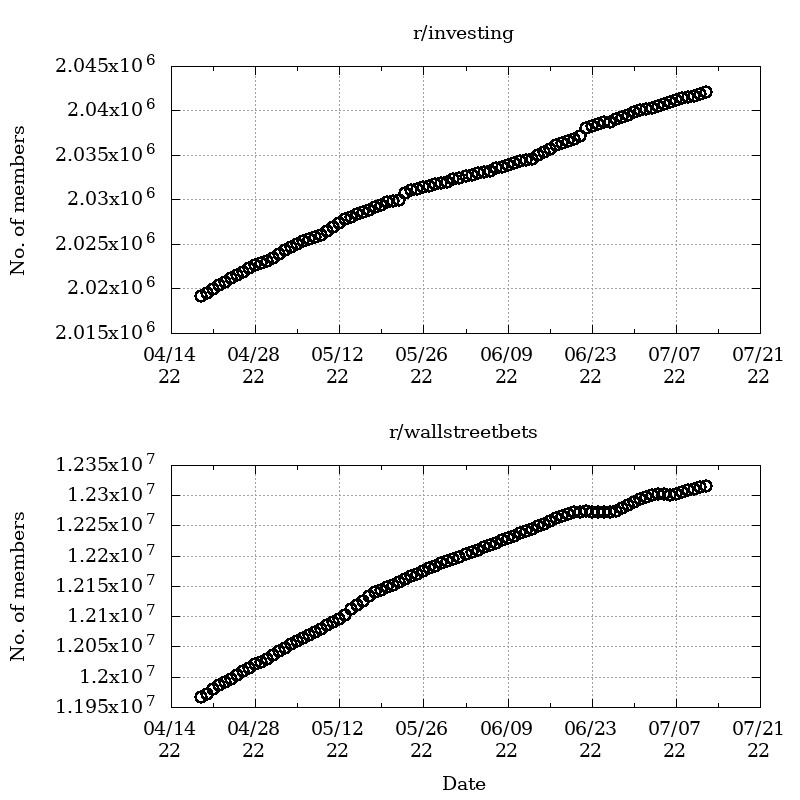 r/investing
2.045x10^6
2.04x10^6
2.035x10^6
2.03x10^6
2.025x10^6
2.02x10^6
2.015x10^6
No. of members
04/14 04/28 05/12 05/26 06/09 06/23 07/07 07/21
22 22 22 22 22 22 22 22
r/wallstreetbets
1.235x10^7
1.23x10^7
1.225x10^7
1.22x10^7
1.215x10^7
1.21x10^7
1.205x10^7
1.2x10^7
1.195x10^7
No. of members
04/14 04/28 05/12 05/26 06/09 06/23 07/07 07/21
22 22 22 22 22 22 22 22
Date